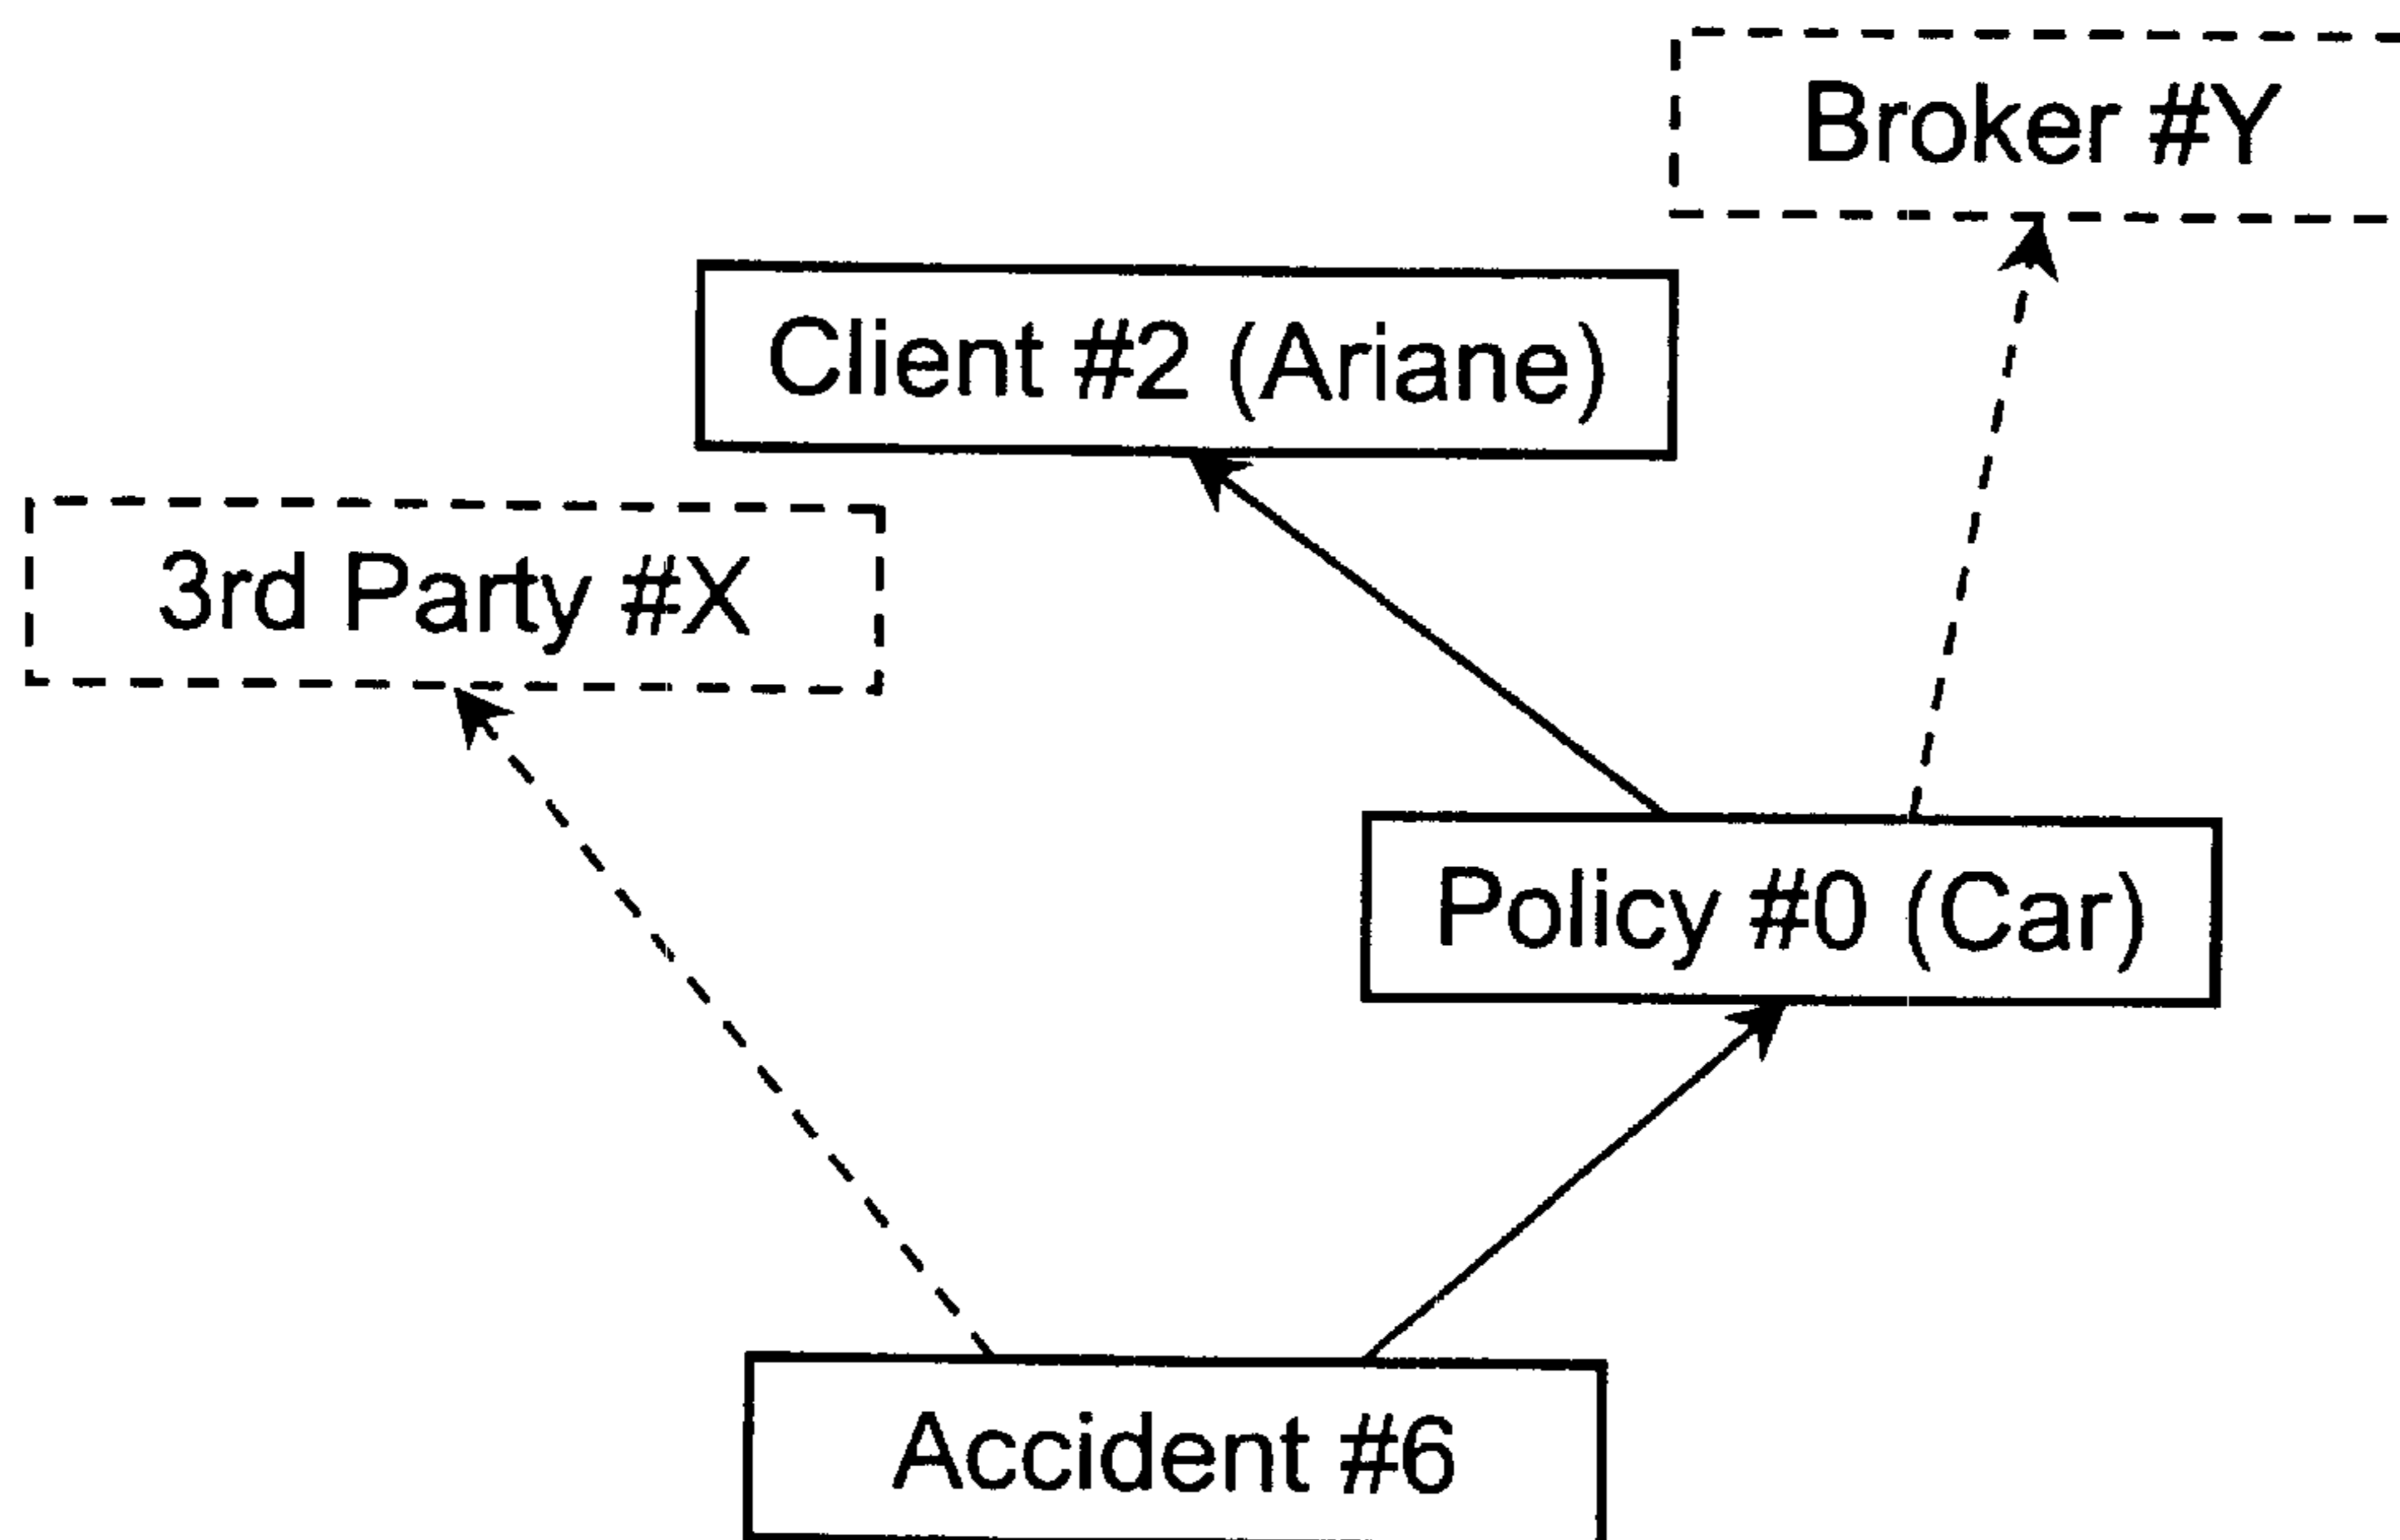 Broker #Y
Client #2 (Ariane)
3rd Party #X
Policy #0 (Car)
Accident #6